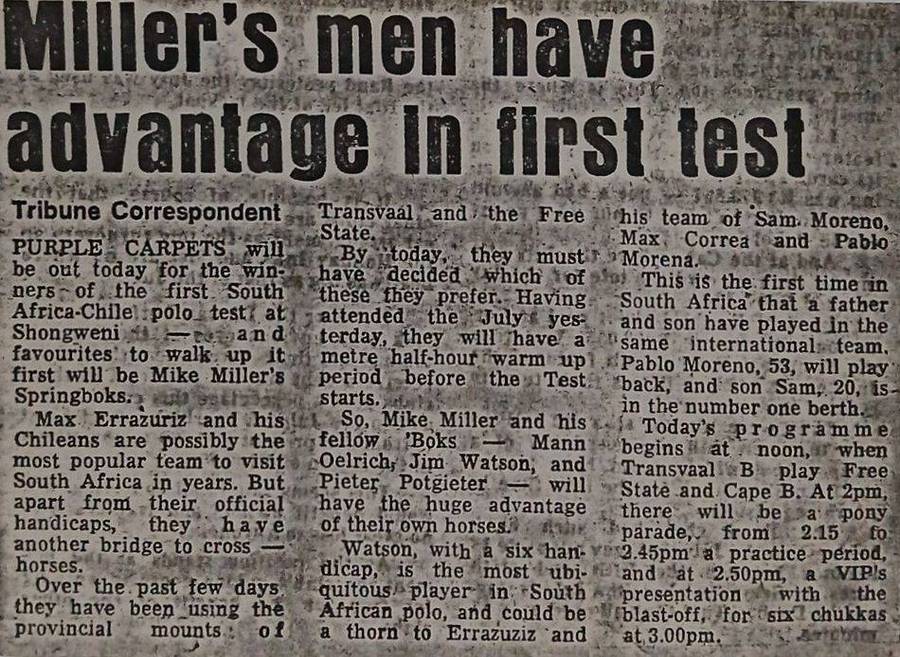 Miller's men have
advantage in first test
Tribune Correspondent
PURPLE CARPETS will
be out today for the win-
ners of the first South
Africa-Chile polo test at
Shongweni — and
favourites to walk up it
first will be Mike Miller's
Springboks.
Max Errazuriz and his
Chileans are possibly the
most popular team to visit
South Africa in years. But
apart from their official
handicaps, they have
another bridge to cross —
horses.
Over the past few days
they have been using the
provincial mounts of
Transvaal and the Free
State.
By today, they must
have decided which of
these they prefer. Having
attended the July yes-
terday, they will have a
metre half-hour warm up
period before the Test
starts.
So, Mike Miller and his
fellow 'Boks — Mann
Oelrich, Jim Watson, and
Pieter Potgieter — will
have the huge advantage
of their own horses.
Watson, with a six han-
dicap, is the most ubi-
quitous player in South
African polo, and could be
a thorn to Errazuziz and
his team of Sam Moreno,
Max Correa and Pablo
Morena.
This is the first time in
South Africa that a father
and son have played in the
same international team.
Pablo Moreno, 53, will play
back, and son Sam, 20, is
in the number one berth.
Today's programme
begins at noon, when
Transvaal B play Free
State and Cape B. At 2pm,
there will be a pony
parade, from 2.15 to
2.45pm a practice period,
and at 2.50pm, a VIP's
presentation with the
blast-off, for six chukkas
at 3.00pm.